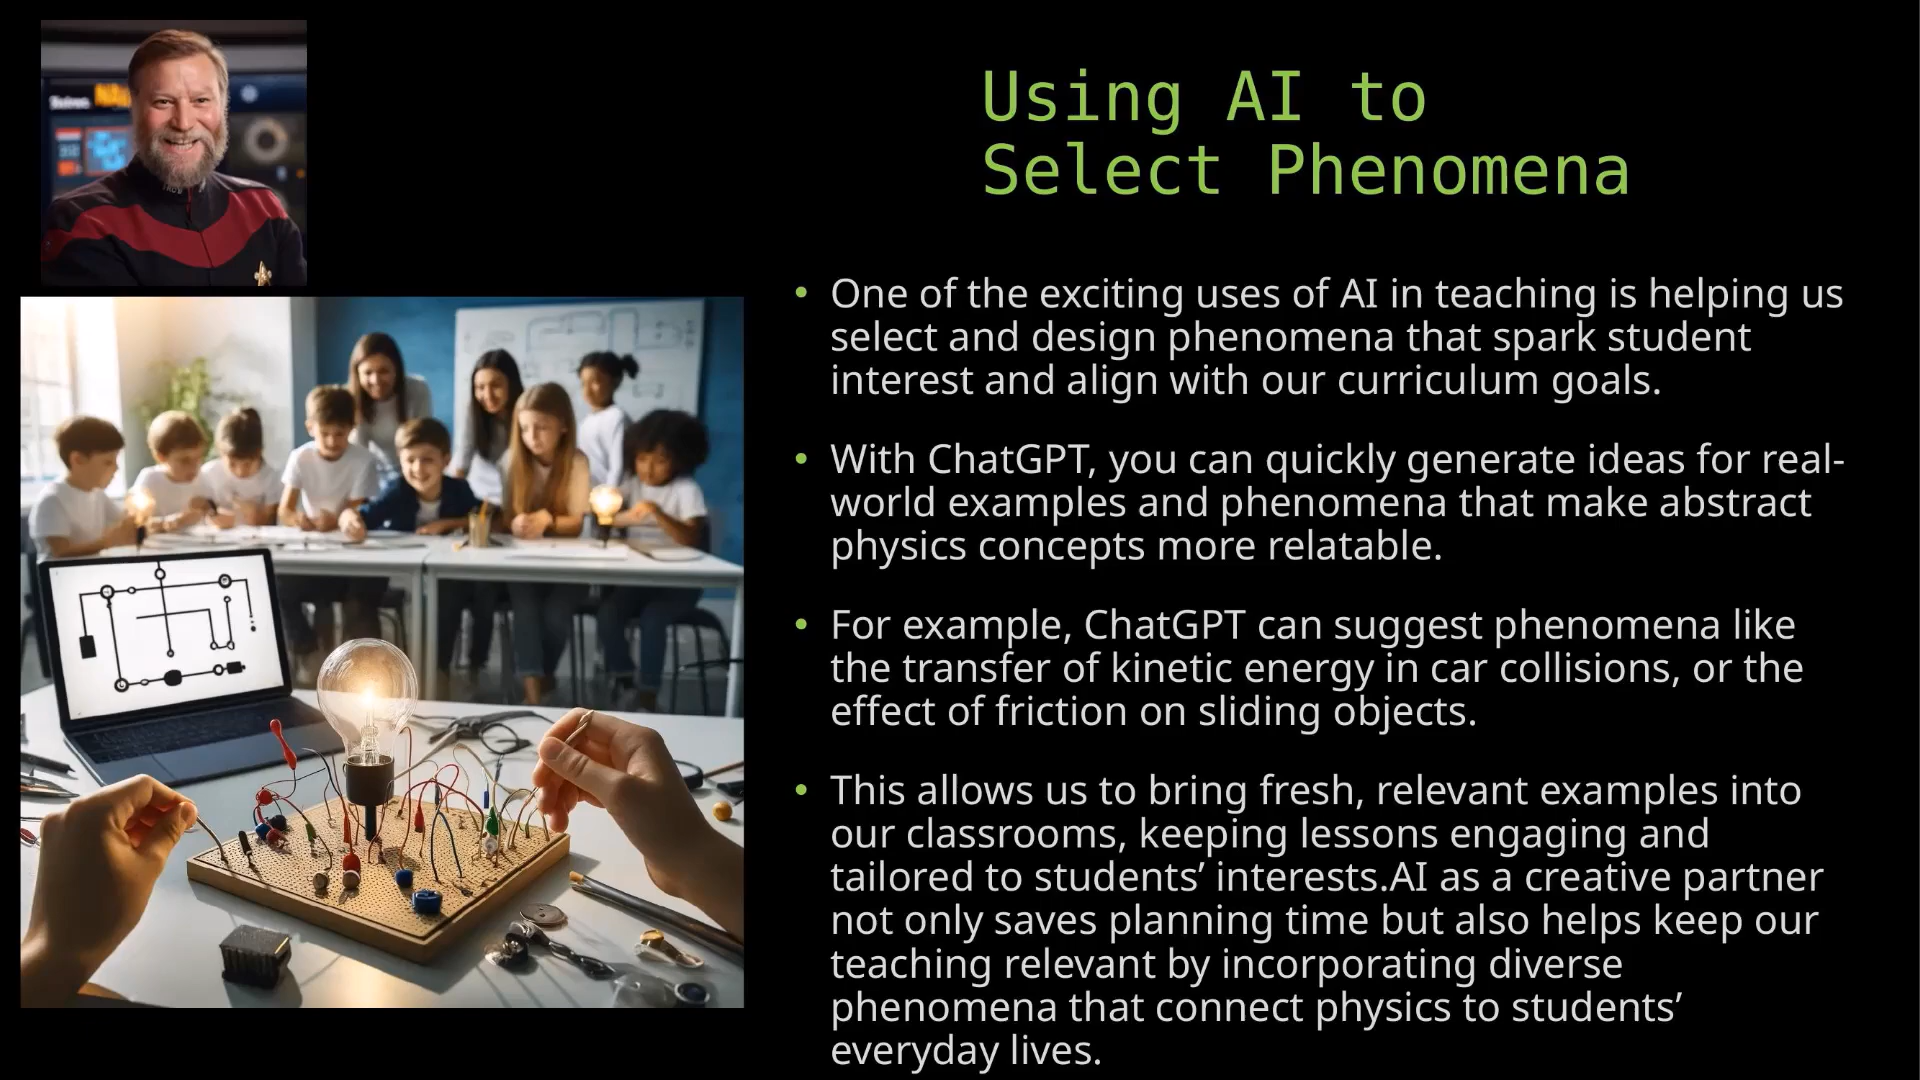 Using AI to
Select Phenomena
• One of the exciting uses of AI in teaching is helping us
select and design phenomena that spark student
interest and align with our curriculum goals.
• With ChatGPT, you can quickly generate ideas for real-
world examples and phenomena that make abstract
physics concepts more relatable.
• For example, ChatGPT can suggest phenomena like
the transfer of kinetic energy in car collisions, or the
effect of friction on sliding objects.
• This allows us to bring fresh, relevant examples into
our classrooms, keeping lessons engaging and
tailored to students’ interests.AI as a creative partner
not only saves planning time but also helps keep our
teaching relevant by incorporating diverse
phenomena that connect physics to students’
everyday lives.